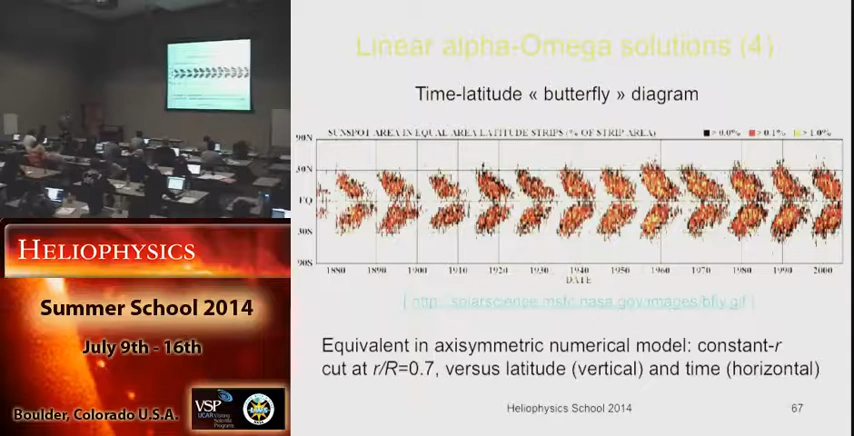 Linear alpha-Omega solutions (4)
Time-latitude « butterfly » diagram
SUNSPOT AREA IN EQUAL AREA LATITUDE STRIPS (% OF STRIP AREA)
> 0.0% > 0.1% > 1.0%
90N
30N
EQ
30S
90S
1880 1890 1900 1910 1920 1930 1940 1950 1960 1970 1980 1990 2000
DATE
[ http://solarscience.msfc.nasa.gov/images/bfly.gif ]
Equivalent in axisymmetric numerical model: constant-r
cut at r/R=0.7, versus latitude (vertical) and time (horizontal)
Heliophysics School 2014 67
HELIOPHYSICS
Summer School 2014
July 9th - 16th
Boulder, Colorado U.S.A.
VSP
UCAR Visiting
Scientist
Programs